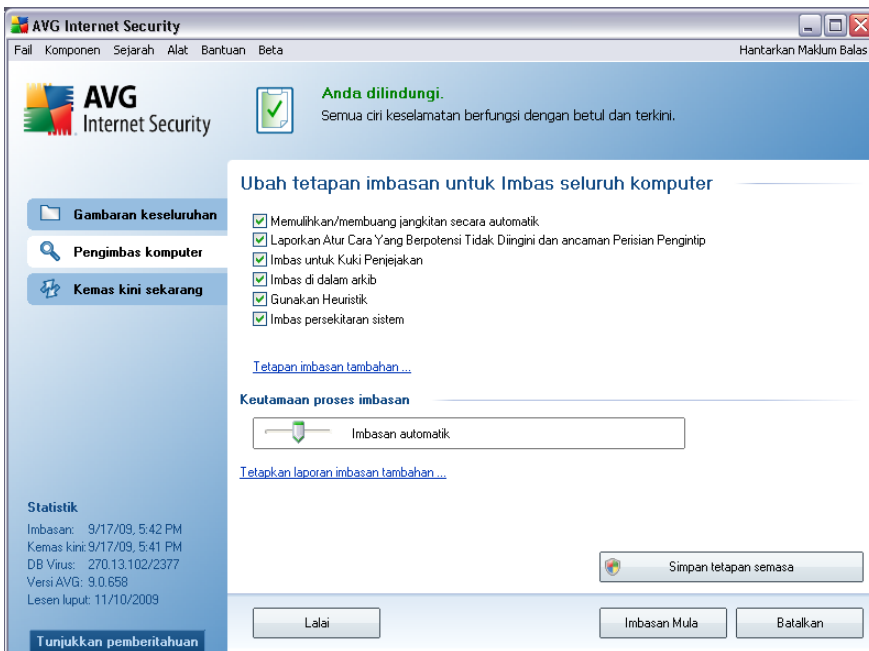 AVG Internet Security
Fail Komponen Sejarah Alat Bantuan Beta Hantarkan Maklum Balas
AVG
Internet Security
Anda dilindungi.
Semua ciri keselamatan berfungsi dengan betul dan terkini.
Gambaran keseluruhan
Pengimbas komputer
Kemas kini sekarang
Ubah tetapan imbasan untuk Imbas seluruh komputer
Memulihkan/membuang jangkitan secara automatik
Laporkan Atur Cara Yang Berpotensi Tidak Diingini dan ancaman Perisian Pengintip
Imbas untuk Kuki Penjejakan
Imbas di dalam arkib
Gunakan Heuristik
Imbas persekitaran sistem
Tetapan imbasan tambahan ...
Keutamaan proses imbasan
Imbasan automatik
Tetapkan laporan imbasan tambahan ...
Statistik
Imbasan: 9/17/09, 5:42 PM
Kemas kini: 9/17/09, 5:41 PM
DB Virus: 270.13.102/2377
Versi AVG: 9.0.658
Lesen luput: 11/10/2009
Tunjukkan pemberitahuan
Simpan tetapan semasa
Lalai
Imbasan Mula
Batalkan